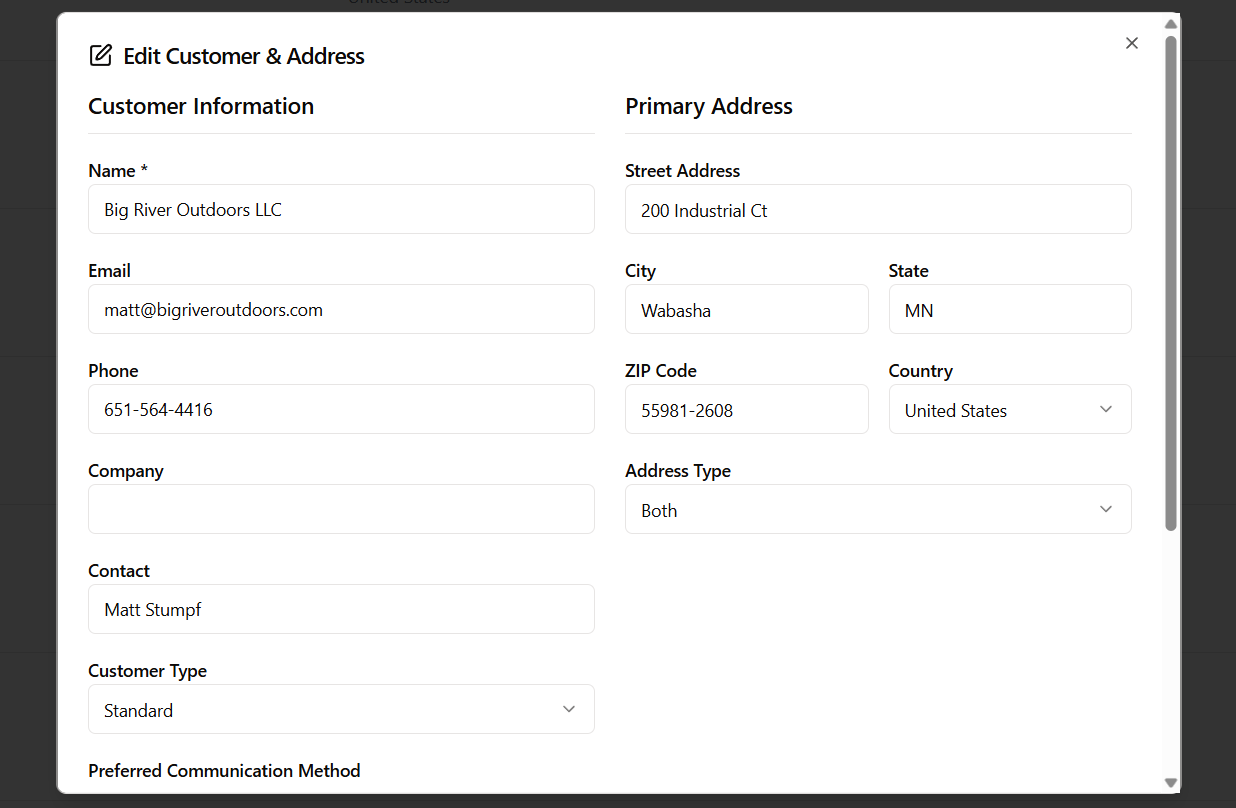 United States
Edit Customer & Address
Customer Information
Name *
Big River Outdoors LLC
Email
matt@bigriveroutdoors.com
Phone
651-564-4416
Company
Contact
Matt Stumpf
Customer Type
Standard
Preferred Communication Method
Primary Address
Street Address
200 Industrial Ct
City
Wabasha
State
MN
ZIP Code
55981-2608
Country
United States
Address Type
Both